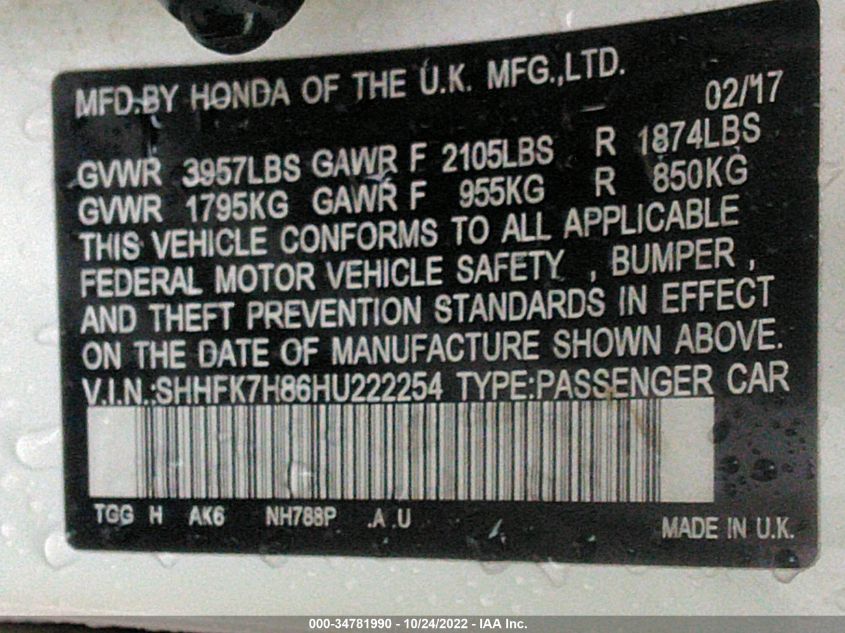 MFD.BY HONDA OF THE U.K. MFG.,LTD.
02/17
GVWR 3957LBS GAWR F 2105LBS R 1874LBS
GVWR 1795KG GAWR F 955KG R 850KG
THIS VEHICLE CONFORMS TO ALL APPLICABLE
FEDERAL MOTOR VEHICLE SAFETY , BUMPER ,
AND THEFT PREVENTION STANDARDS IN EFFECT
ON THE DATE OF MANUFACTURE SHOWN ABOVE.
V.I.N.:SHHFK7H86HU222254 TYPE:PASSENGER CAR
TGG H AK6 NH788P .A .U
MADE IN U.K.
000-34781990 - 10/24/2022 - IAA Inc.